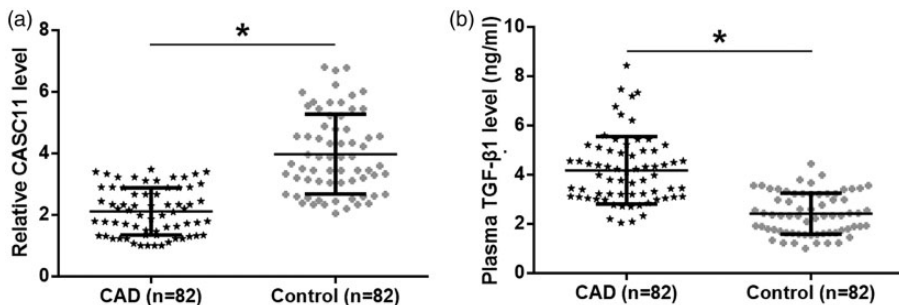 (a)
*
Relative CASC11 level
8
6
4
2
0
CAD (n=82)
Control (n=82)
(b)
*
Plasma TGF-β1 level (ng/ml)
10
8
6
4
2
0
CAD (n=82)
Control (n=82)